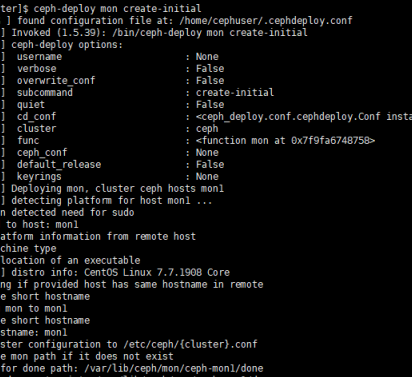 ter]$ ceph-deploy mon create-initial
] found configuration file at: /home/cephuser/.cephdeploy.conf
] Invoked (1.5.39): /bin/ceph-deploy mon create-initial
] ceph-deploy options:
] username : None
] verbose : False
] overwrite_conf : False
] subcommand : create-initial
] quiet : False
] cd_conf : <ceph_deploy.conf.cephdeploy.Conf insta
] cluster : ceph
] func : <function mon at 0x7f9fa6748758>
] ceph_conf : None
] default_release : False
] keyrings : None
] Deploying mon, cluster ceph hosts mon1
] detecting platform for host mon1 ...
n detected need for sudo
to host: mon1
atform information from remote host
chine type
location of an executable
] distro info: CentOS Linux 7.7.1908 Core
ng if provided host has same hostname in remote
e short hostname
mon to mon1
e short hostname
stname: mon1
ster configuration to /etc/ceph/{cluster}.conf
e mon path if it does not exist
for done path: /var/lib/ceph/mon/ceph-mon1/done